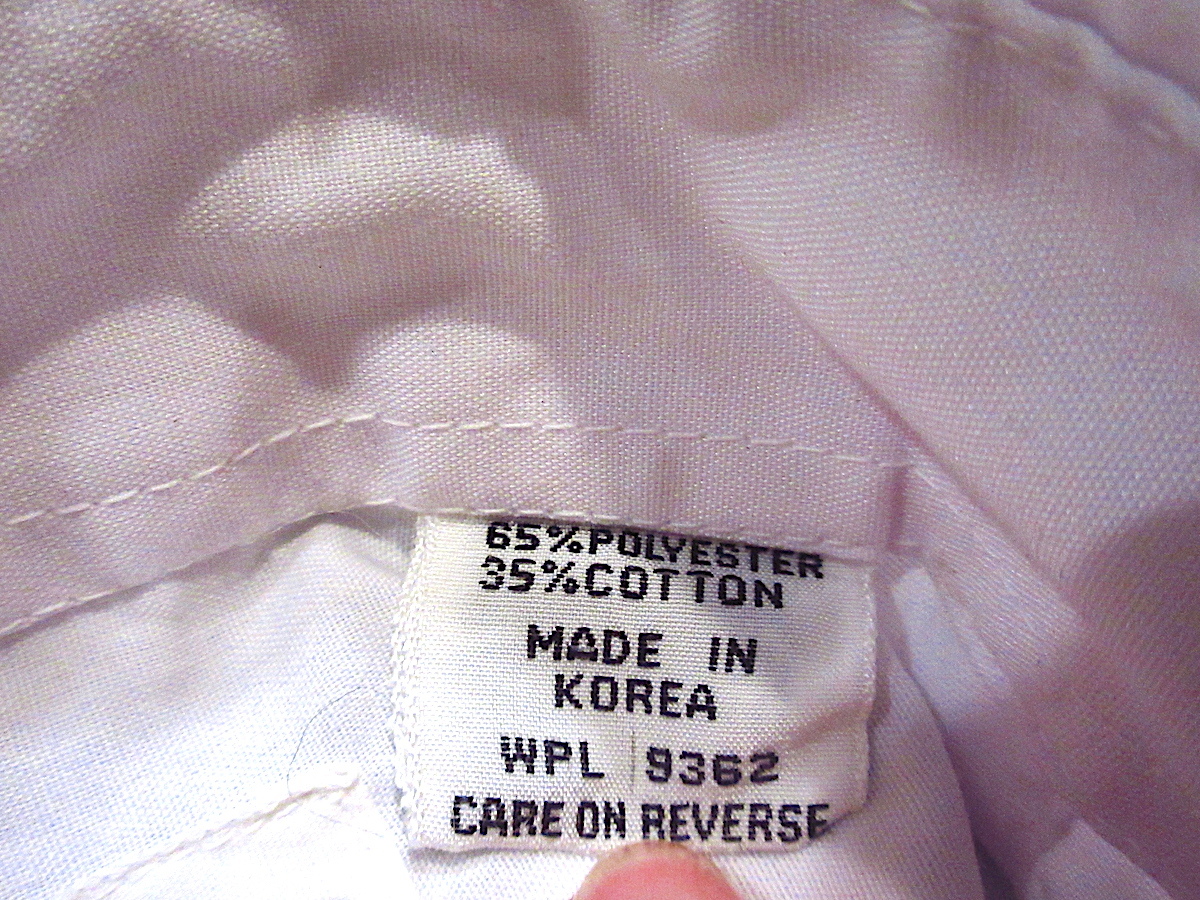 65%POLYESTER
35%COTTON
MADE IN
KOREA
WPL 9362
CARE ON REVERSE